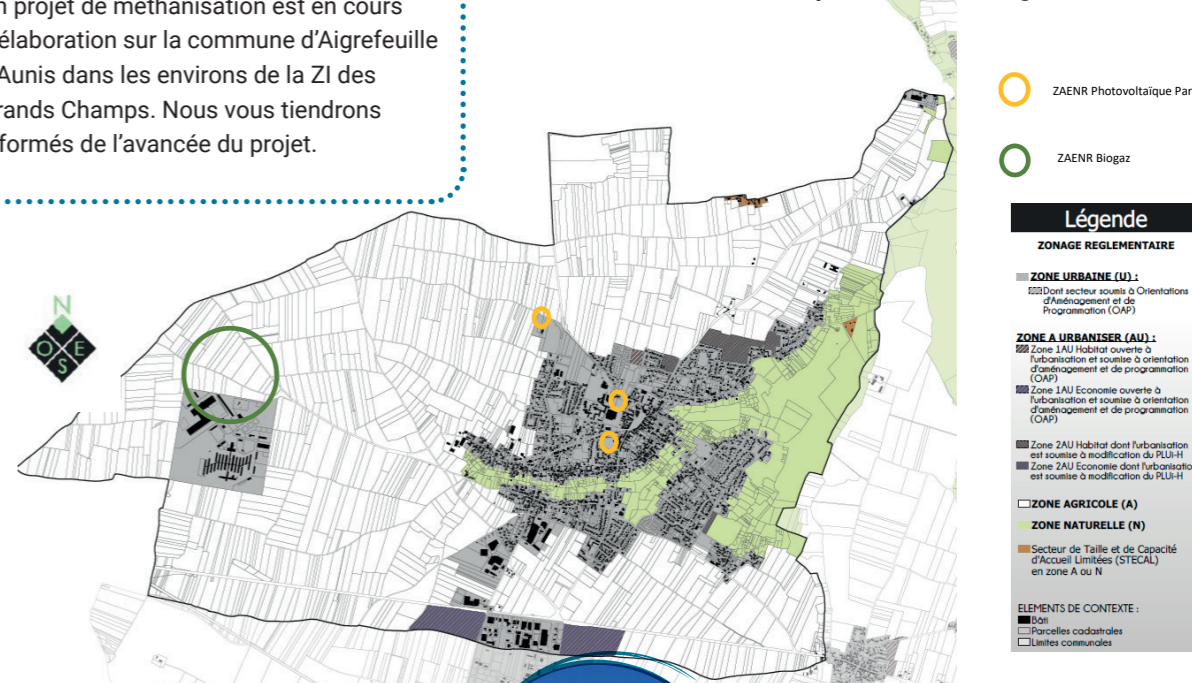 n projet de méthanisation est en cours
élaboration sur la commune d'Aigrefeuille
Aunis dans les environs de la ZI des
rands Champs. Nous vous tiendrons
formés de l'avancée du projet.
N
O E
S
ZAENR Photovoltaïque Par
ZAENR Biogaz
Légende
ZONAGE REGLEMENTAIRE
ZONE URBAINE (U) :
Dont secteur soumis à Orientations
d'Aménagement et de
Programmation (OAP)
ZONE A URBANISER (AU) :
Zone 1AU Habitat ouverte à
l'urbanisation et soumise à orientation
d'aménagement et de programmation
(OAP)
Zone 1AU Economie ouverte à
l'urbanisation et soumise à orientation
d'aménagement et de programmation
(OAP)
Zone 2AU Habitat dont l'urbanisation
est soumise à modification du PLUi-H
Zone 2AU Economie dont l'urbanisatio
est soumise à modification du PLUi-H
ZONE AGRICOLE (A)
ZONE NATURELLE (N)
Secteur de Taille et de Capacité
d'Accueil Limitées (STECAL)
en zone A ou N
ELEMENTS DE CONTEXTE :
Bâti
Parcelles cadastrales
Limites communales